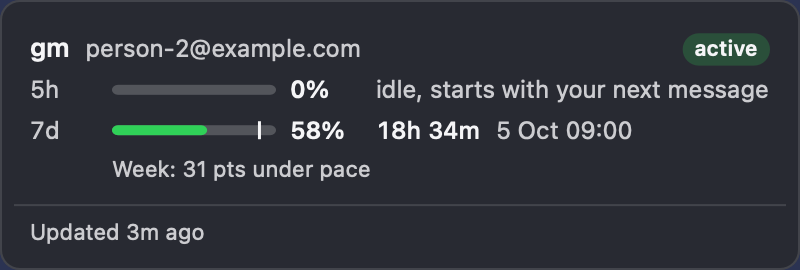 gm person-2@example.com active
5h 0% idle, starts with your next message
7d 58% 18h 34m 5 Oct 09:00
Week: 31 pts under pace
Updated 3m ago